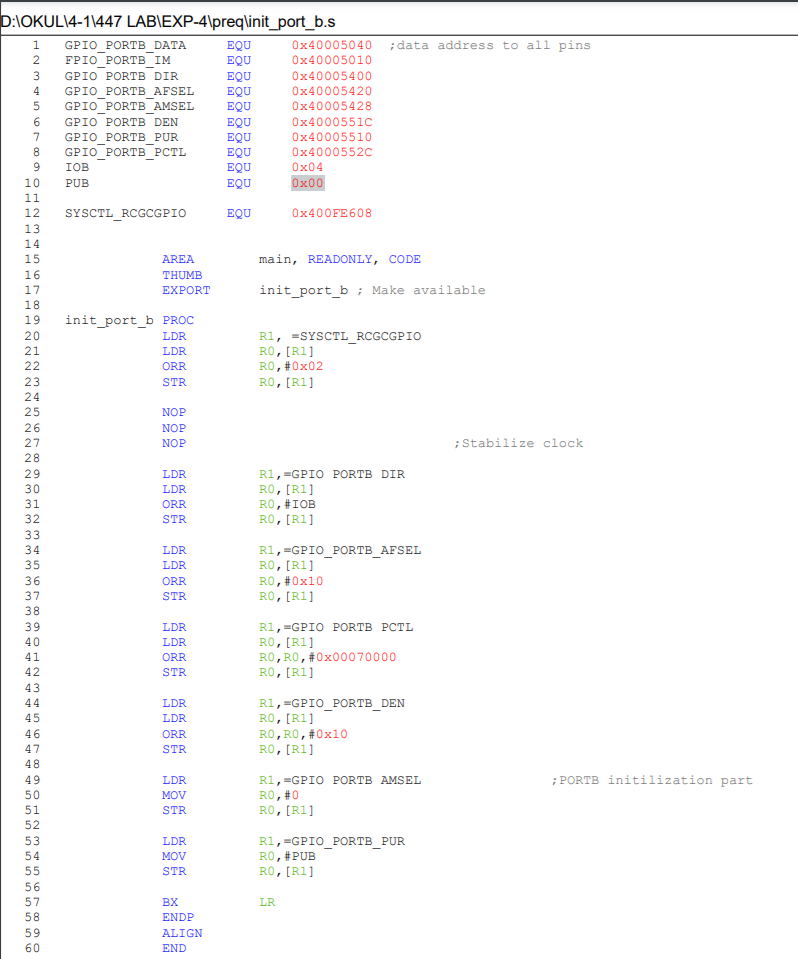 D:\OKUL\4-1\447 LAB\EXP-4\preq\init_port_b.s
1 GPIO_PORTB_DATA EQU 0x40005040 ;data address to all pins
2 FPIO_PORTB_IM EQU 0x40005010
3 GPIO_PORTB_DIR EQU 0x40005400
4 GPIO_PORTB_AFSEL EQU 0x40005420
5 GPIO_PORTB_AMSEL EQU 0x40005428
6 GPIO_PORTB_DEN EQU 0x4000551C
7 GPIO_PORTB_PUR EQU 0x40005510
8 GPIO_PORTB_PCTL EQU 0x4000552C
9 IOB EQU 0x04
10 PUB EQU 0x00
11
12 SYSCTL_RCGCGPIO EQU 0x400FE608
13
14
15 AREA main, READONLY, CODE
16 THUMB
17 EXPORT init_port_b ; Make available
18
19 init_port_b PROC
20 LDR R1, =SYSCTL_RCGCGPIO
21 LDR R0,[R1]
22 ORR R0,#0x02
23 STR R0,[R1]
24
25 NOP
26 NOP
27 NOP ;Stabilize clock
28
29 LDR R1,=GPIO_PORTB_DIR
30 LDR R0,[R1]
31 ORR R0,#IOB
32 STR R0,[R1]
33
34 LDR R1,=GPIO_PORTB_AFSEL
35 LDR R0,[R1]
36 ORR R0,#0x10
37 STR R0,[R1]
38
39 LDR R1,=GPIO_PORTB_PCTL
40 LDR R0,[R1]
41 ORR R0,R0,#0x00070000
42 STR R0,[R1]
43
44 LDR R1,=GPIO_PORTB_DEN
45 LDR R0,[R1]
46 ORR R0,R0,#0x10
47 STR R0,[R1]
48
49 LDR R1,=GPIO_PORTB_AMSEL ;PORTB initilization part
50 MOV R0,#0
51 STR R0,[R1]
52
53 LDR R1,=GPIO_PORTB_PUR
54 MOV R0,#PUB
55 STR R0,[R1]
56
57 BX LR
58 ENDP
59 ALIGN
60 END